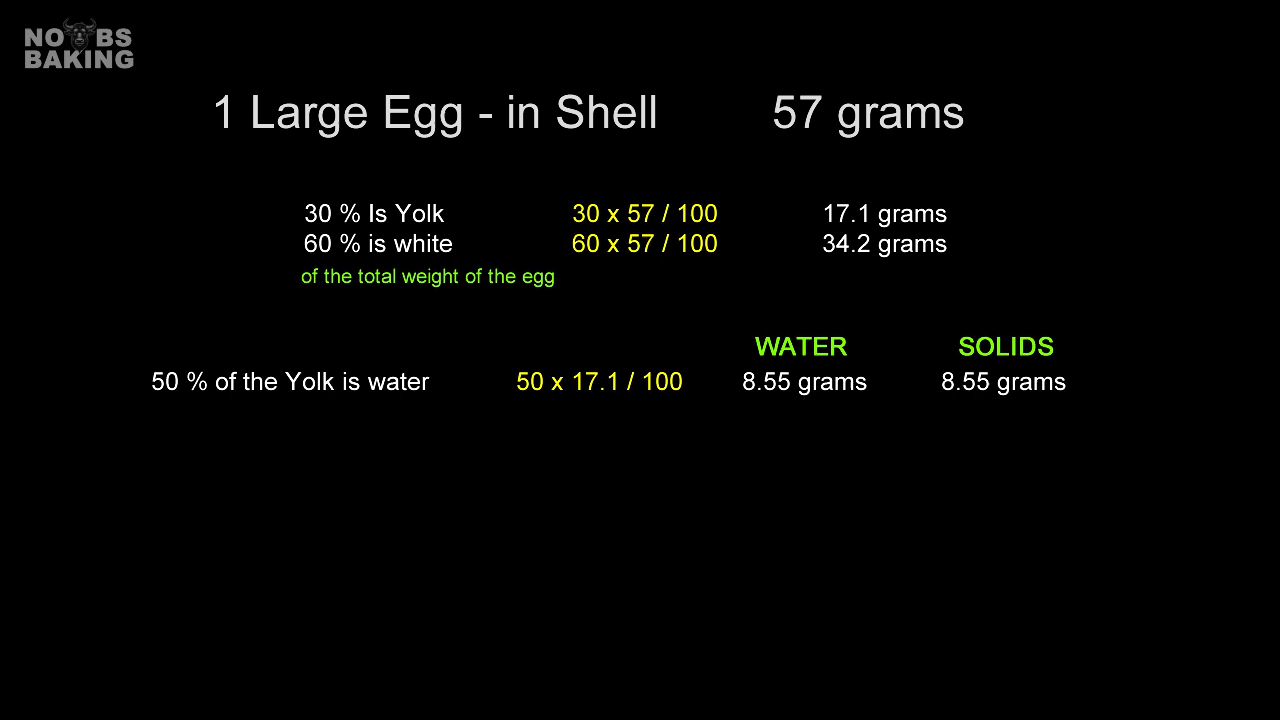 NOOBS
BAKING
1 Large Egg - in Shell 57 grams
30 % Is Yolk 30 x 57 / 100 17.1 grams
60 % is white 60 x 57 / 100 34.2 grams
of the total weight of the egg
WATER SOLIDS
50 % of the Yolk is water 50 x 17.1 / 100 8.55 grams 8.55 grams